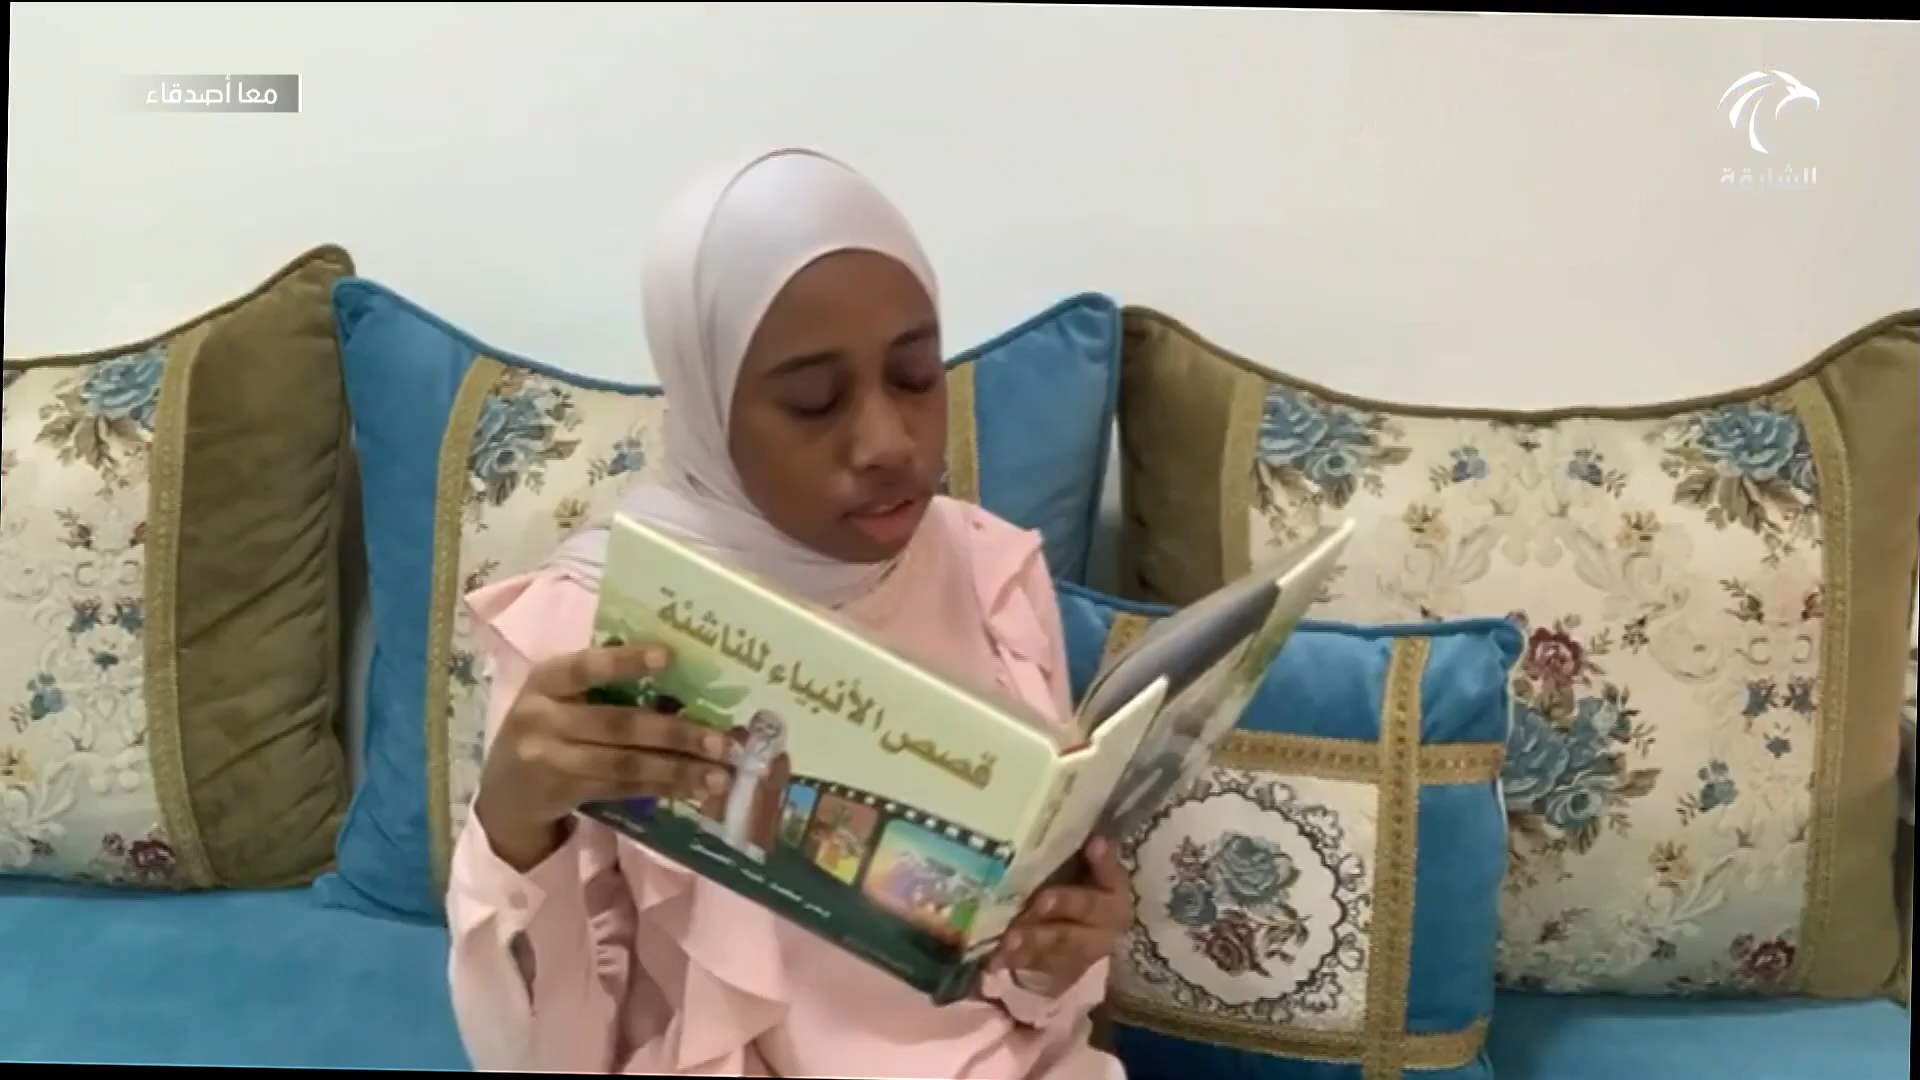 معا أصدقاء
الشارقة
قصص الأنبياء للناشئة